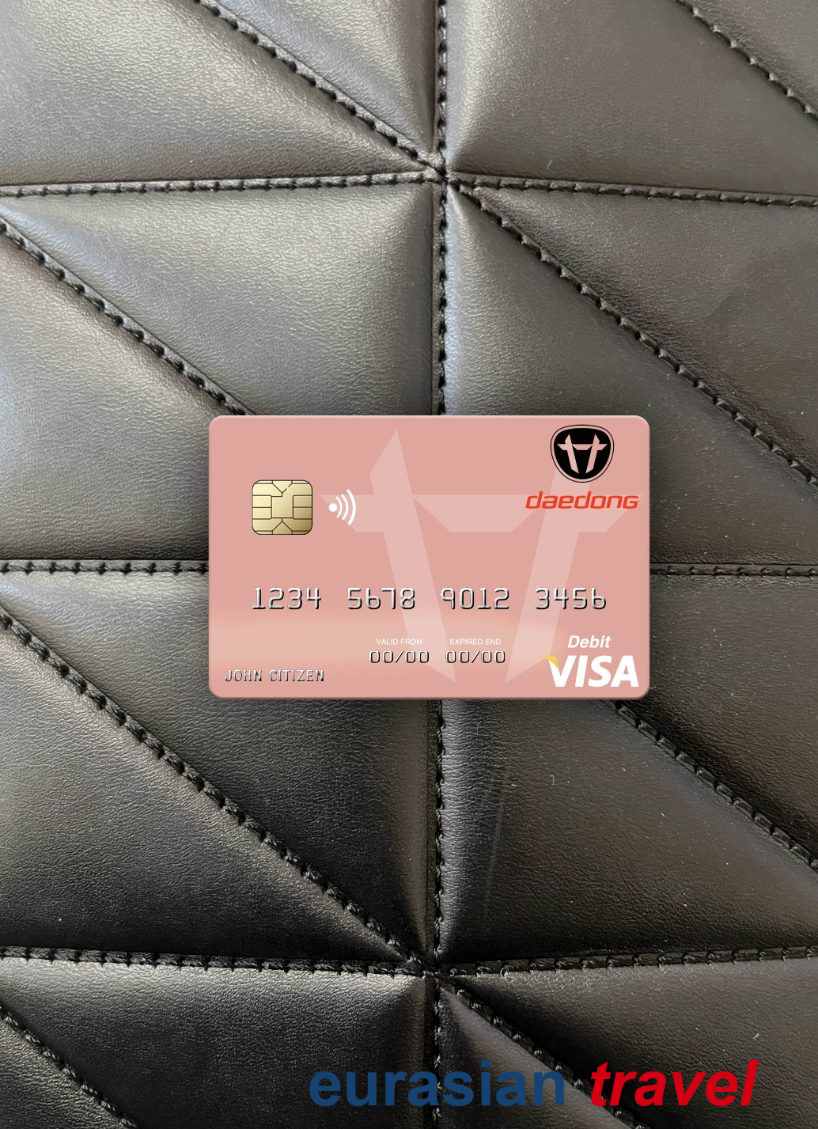 daedong
1234 5678 9012 3456
VALID FROM EXPIRED END
00/00 00/00
JOHN CITIZEN
Debit
VISA
eurasian travel